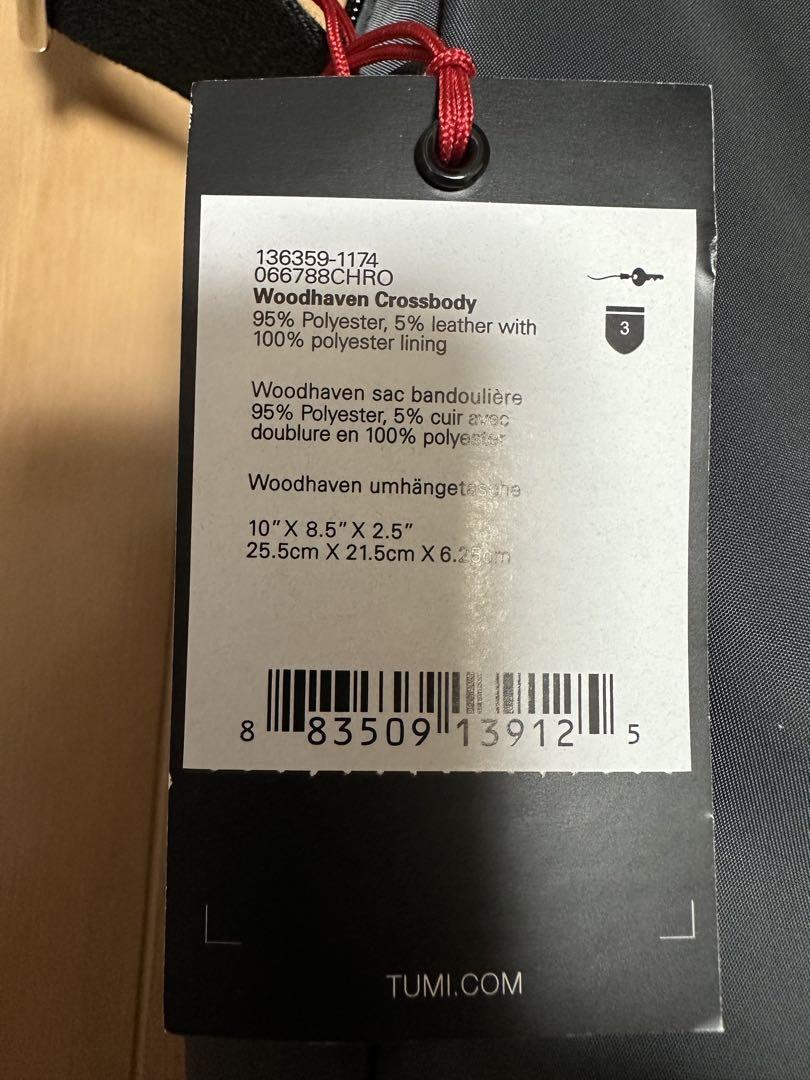 136359-1174
066788CHRO
Woodhaven Crossbody
95% Polyester, 5% leather with
100% polyester lining
3
Woodhaven sac bandoulière
95% Polyester, 5% cuir avec
doublure en 100% polyester
Woodhaven umhängetasche
10" X 8.5" X 2.5"
25.5cm X 21.5cm X 6.25cm
8 83509 13912 5
TUMI.COM